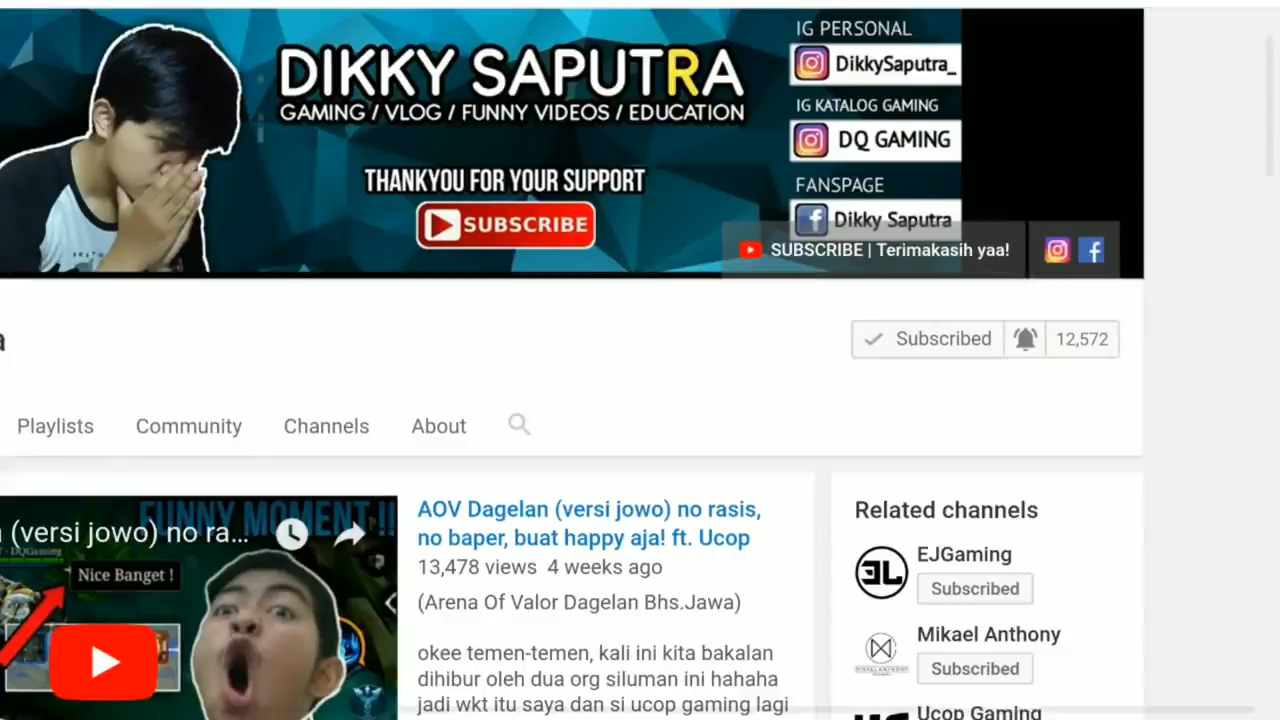 DIKKY SAPUTRA
GAMING / VLOG / FUNNY VIDEOS / EDUCATION
THANKYOU FOR YOUR SUPPORT
SUBSCRIBE
IG PERSONAL
DikkySaputra_
IG KATALOG GAMING
DQ GAMING
FANSPAGE
Dikky Saputra
SUBSCRIBE | Terimakasih yaa!
a
Subscribed
12,572
Playlists
Community
Channels
About
FUNNY MOMENT !!
(versi jowo) no ra...
DQGaming
Nice Banget !
AOV Dagelan (versi jowo) no rasis,
no baper, buat happy aja! ft. Ucop
13,478 views 4 weeks ago
(Arena Of Valor Dagelan Bhs.Jawa)
okee temen-temen, kali ini kita bakalan
dihibur oleh dua org siluman ini hahaha
jadi wkt itu saya dan si ucop gaming lagi
Related channels
EJGaming
Subscribed
Mikael Anthony
Subscribed
Ucop Gaming